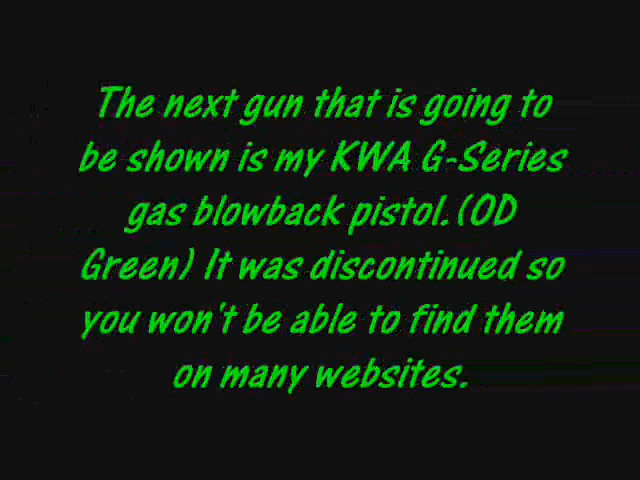 The next gun that is going to
be shown is my KWA G-Series
gas blowback pistol. (OD
Green) It was discontinued so
you won't be able to find them
on many websites.